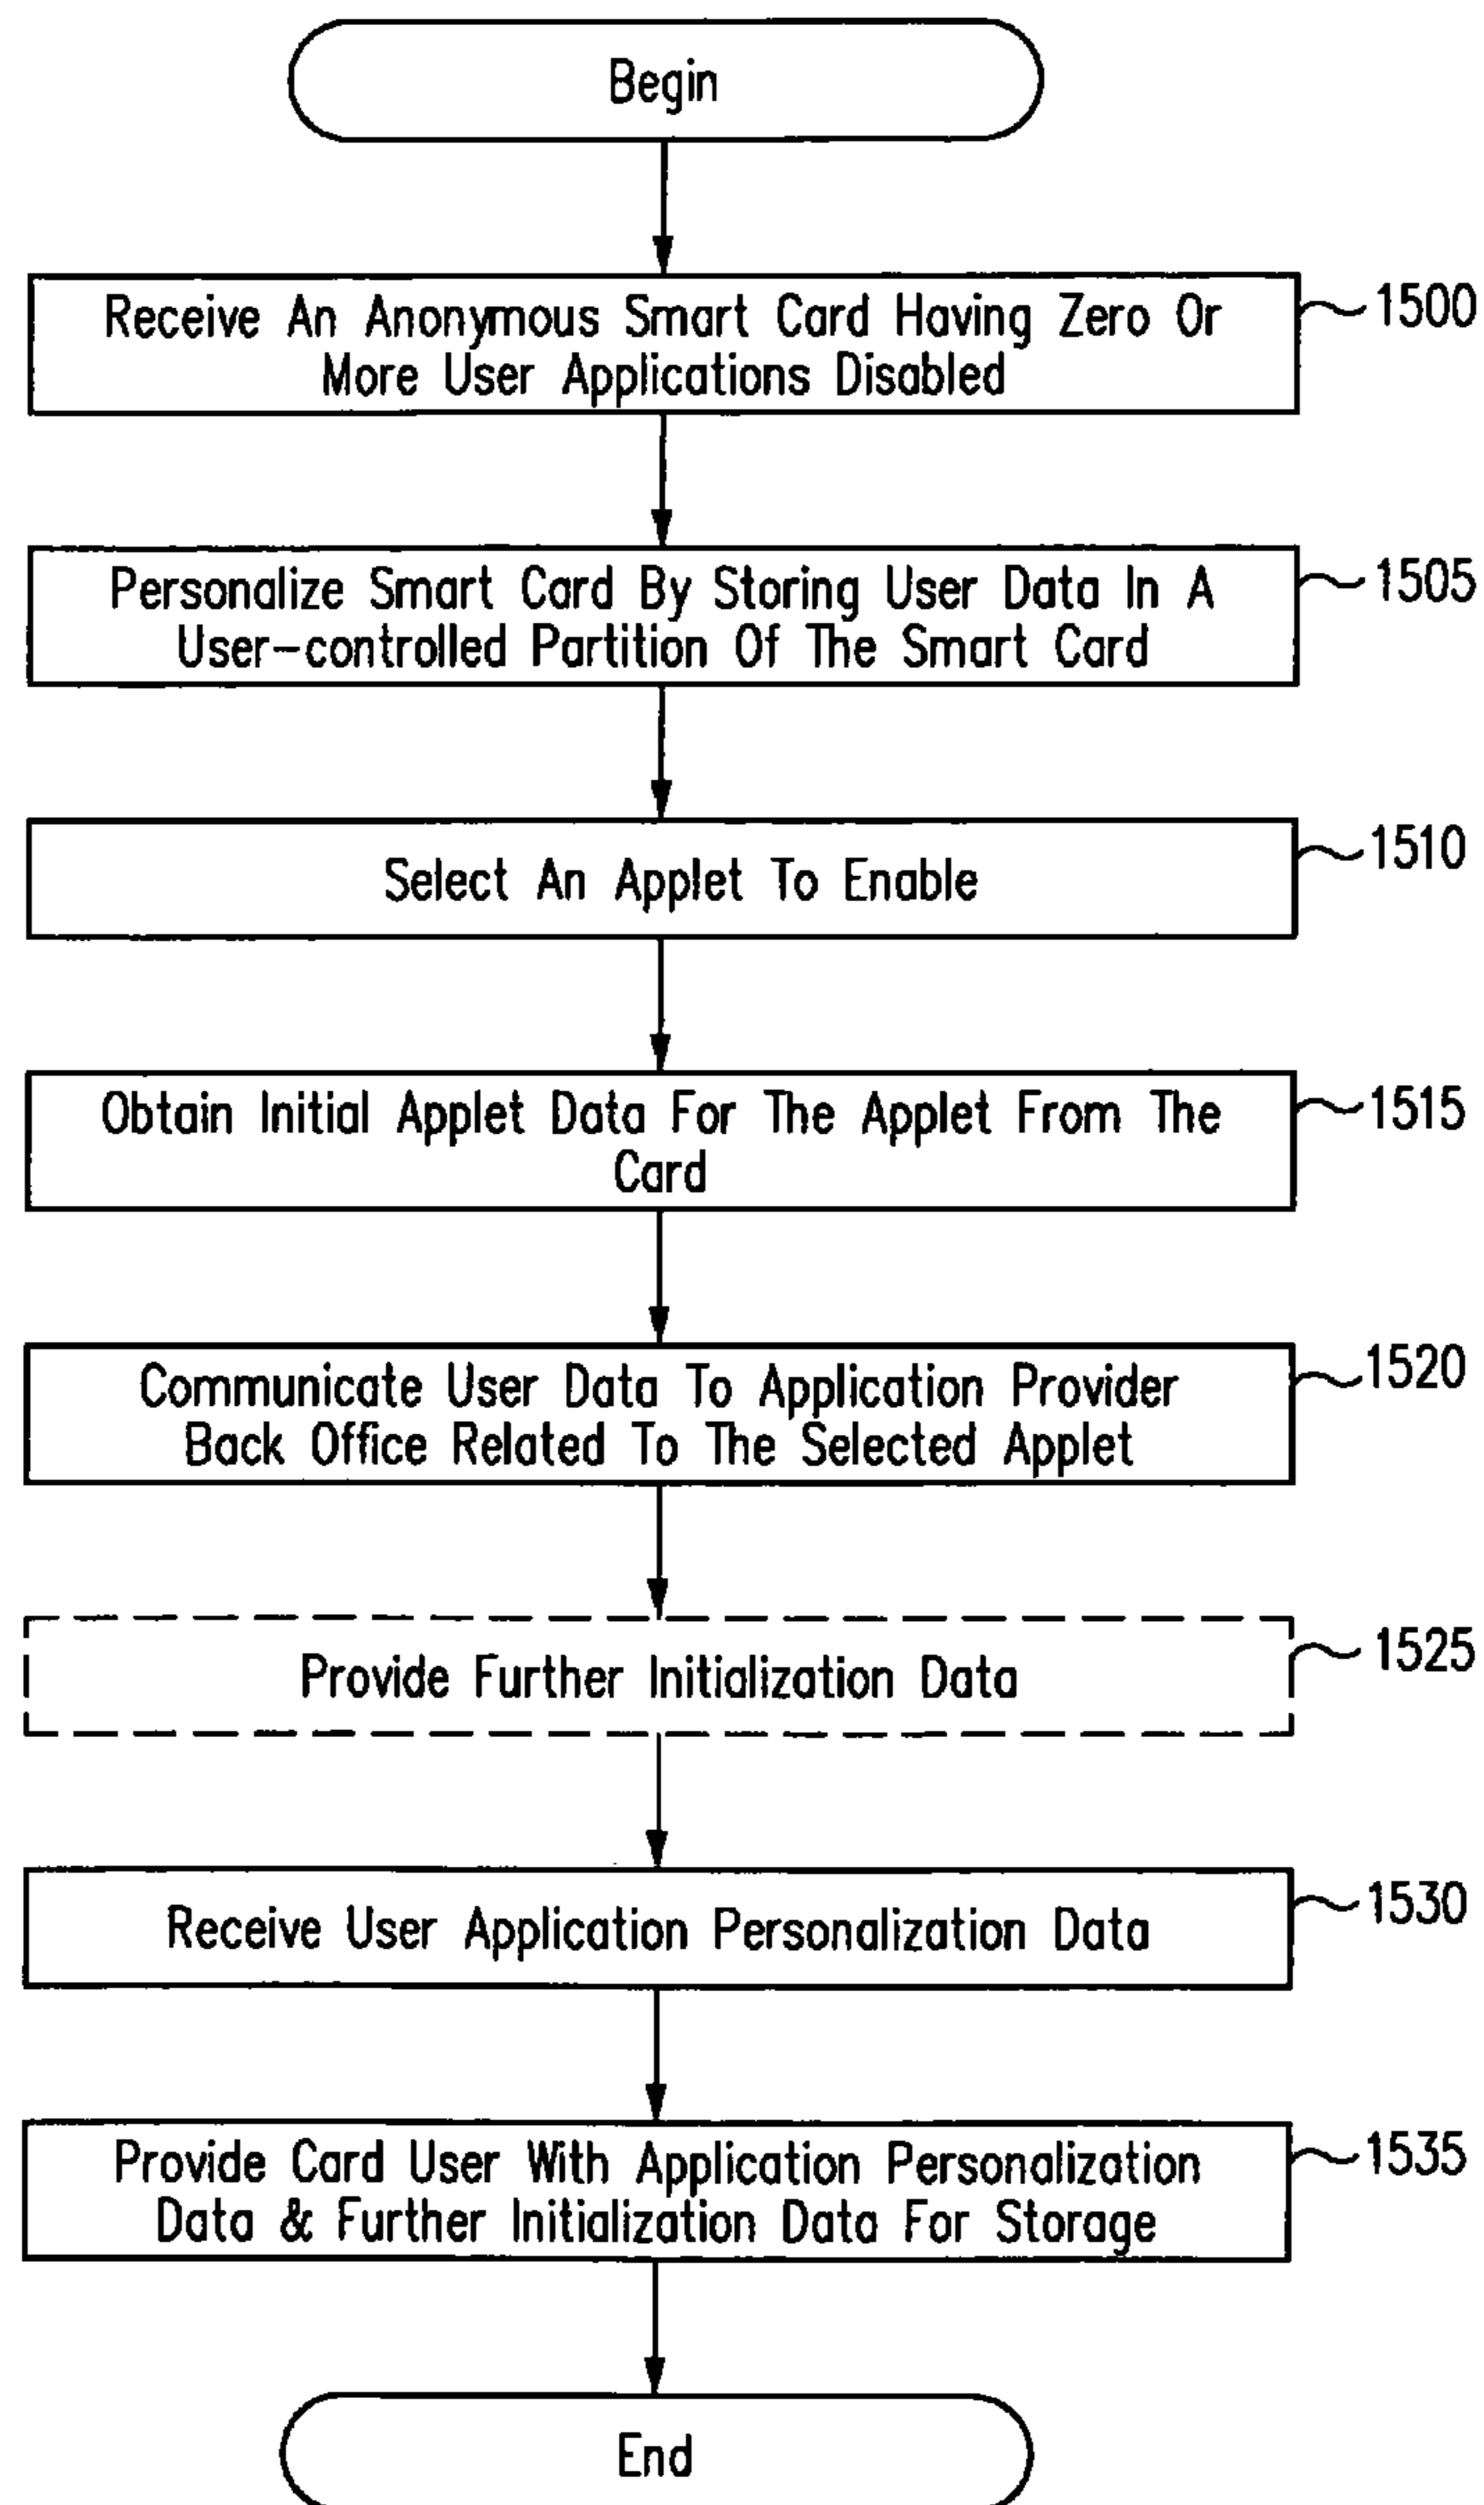 Begin
Receive An Anonymous Smart Card Having Zero Or
More User Applications Disabled
1500
Personalize Smart Card By Storing User Data In A
User-controlled Partition Of The Smart Card
1505
Select An Applet To Enable
1510
Obtain Initial Applet Data For The Applet From The
Card
1515
Communicate User Data To Application Provider
Back Office Related To The Selected Applet
1520
Provide Further Initialization Data
1525
Receive User Application Personalization Data
1530
Provide Card User With Application Personalization
Data & Further Initialization Data For Storage
1535
End